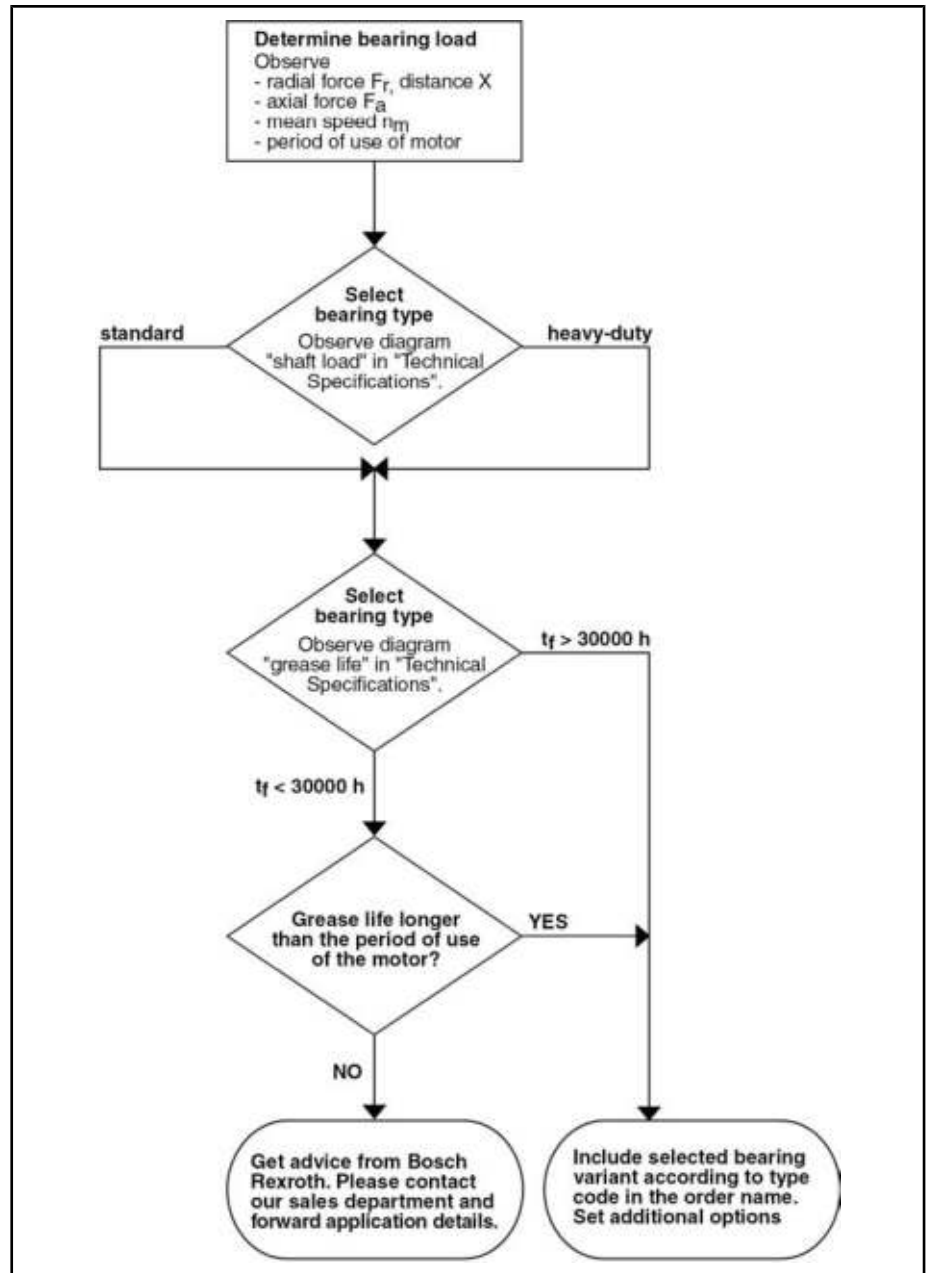 Determine bearing load
Observe
- radial force Fr, distance X
- axial force Fa
- mean speed nm
- period of use of motor
Select
bearing type
Observe diagram
"shaft load" in "Technical
Specifications".
standard
heavy-duty
Select
bearing type
Observe diagram
"grease life" in "Technical
Specifications".
tf > 30000 h
tf < 30000 h
Grease life longer
than the period of use
of the motor?
YES
NO
Get advice from Bosch
Rexroth. Please contact
our sales department and
forward application details.
Include selected bearing
variant according to type
code in the order name.
Set additional options